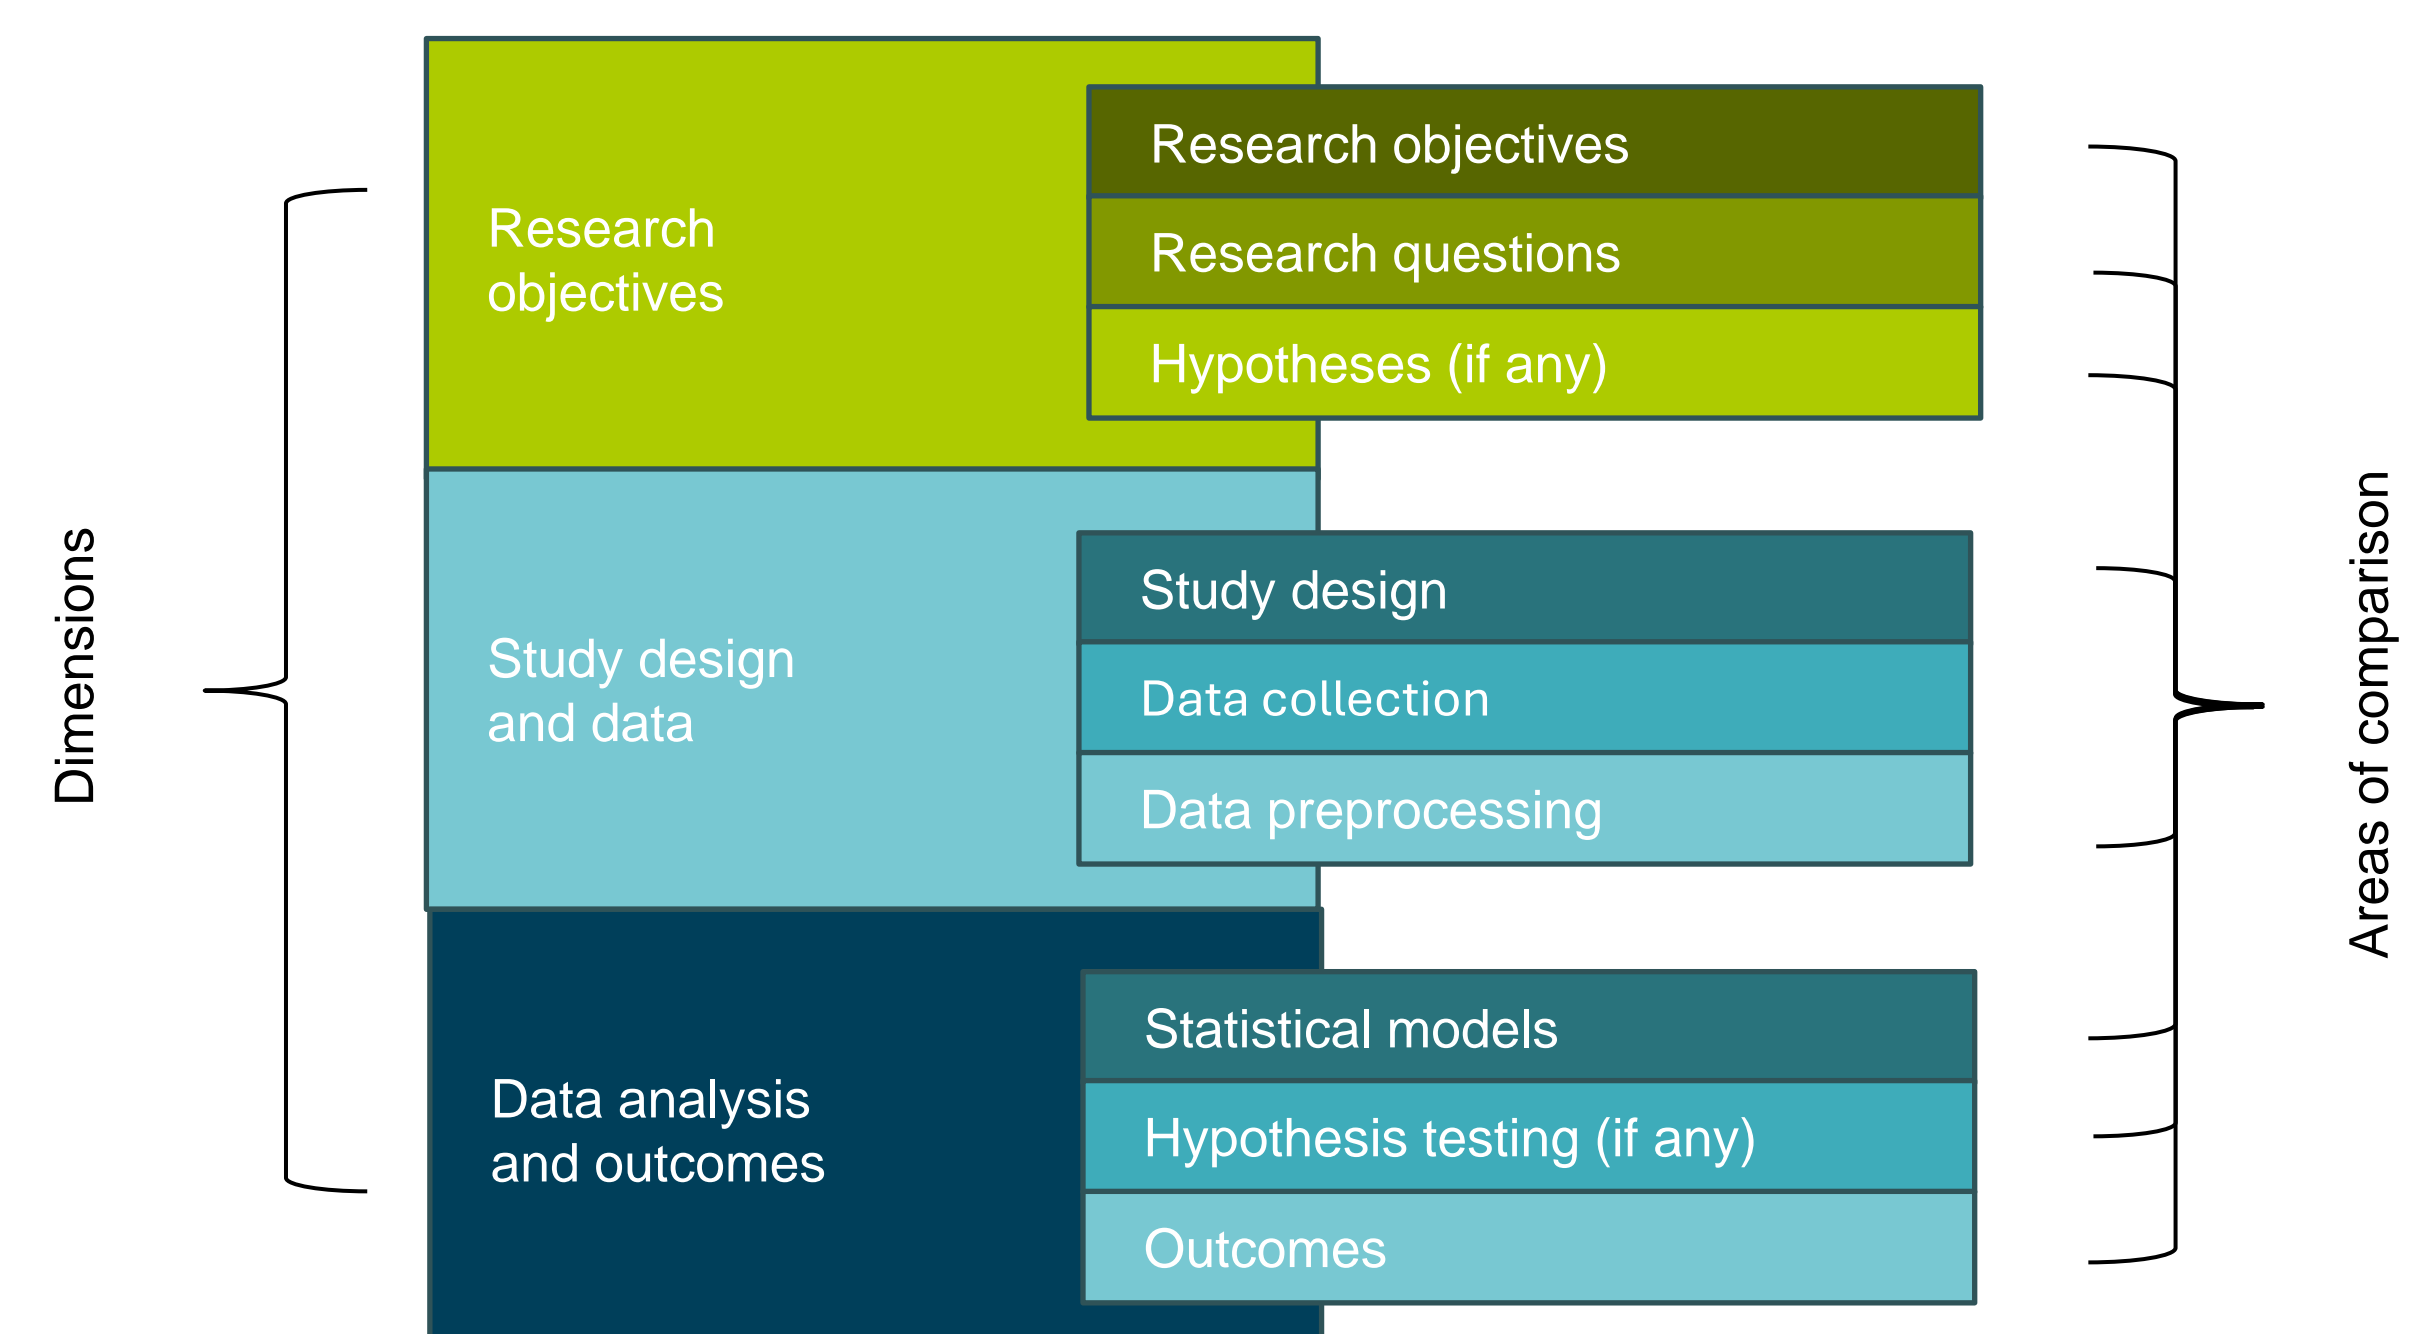 Dimensions
Research
objectives
Research objectives
Research questions
Hypotheses (if any)
Study design
and data
Study design
Data collection
Data preprocessing
Data analysis
and outcomes
Statistical models
Hypothesis testing (if any)
Outcomes
Areas of comparison